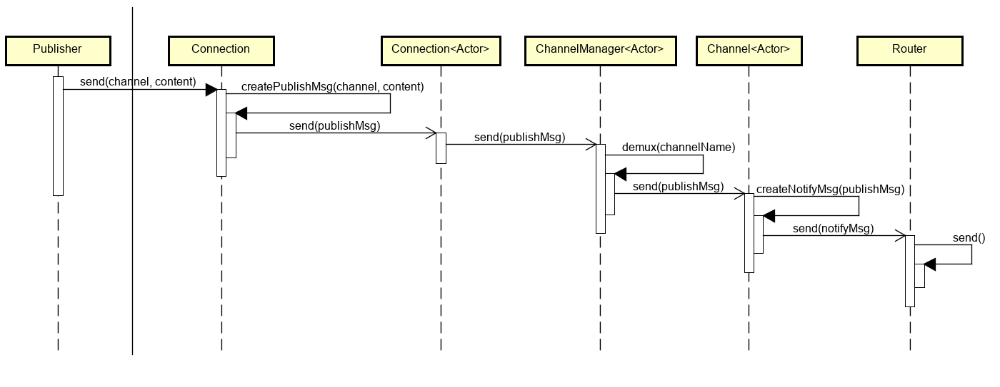 Publisher
Connection
Connection<Actor>
ChannelManager<Actor>
Channel<Actor>
Router
send(channel, content)
createPublishMsg(channel, content)
send(publishMsg)
send(publishMsg)
demux(channelName)
send(publishMsg)
createNotifyMsg(publishMsg)
send(notifyMsg)
send()